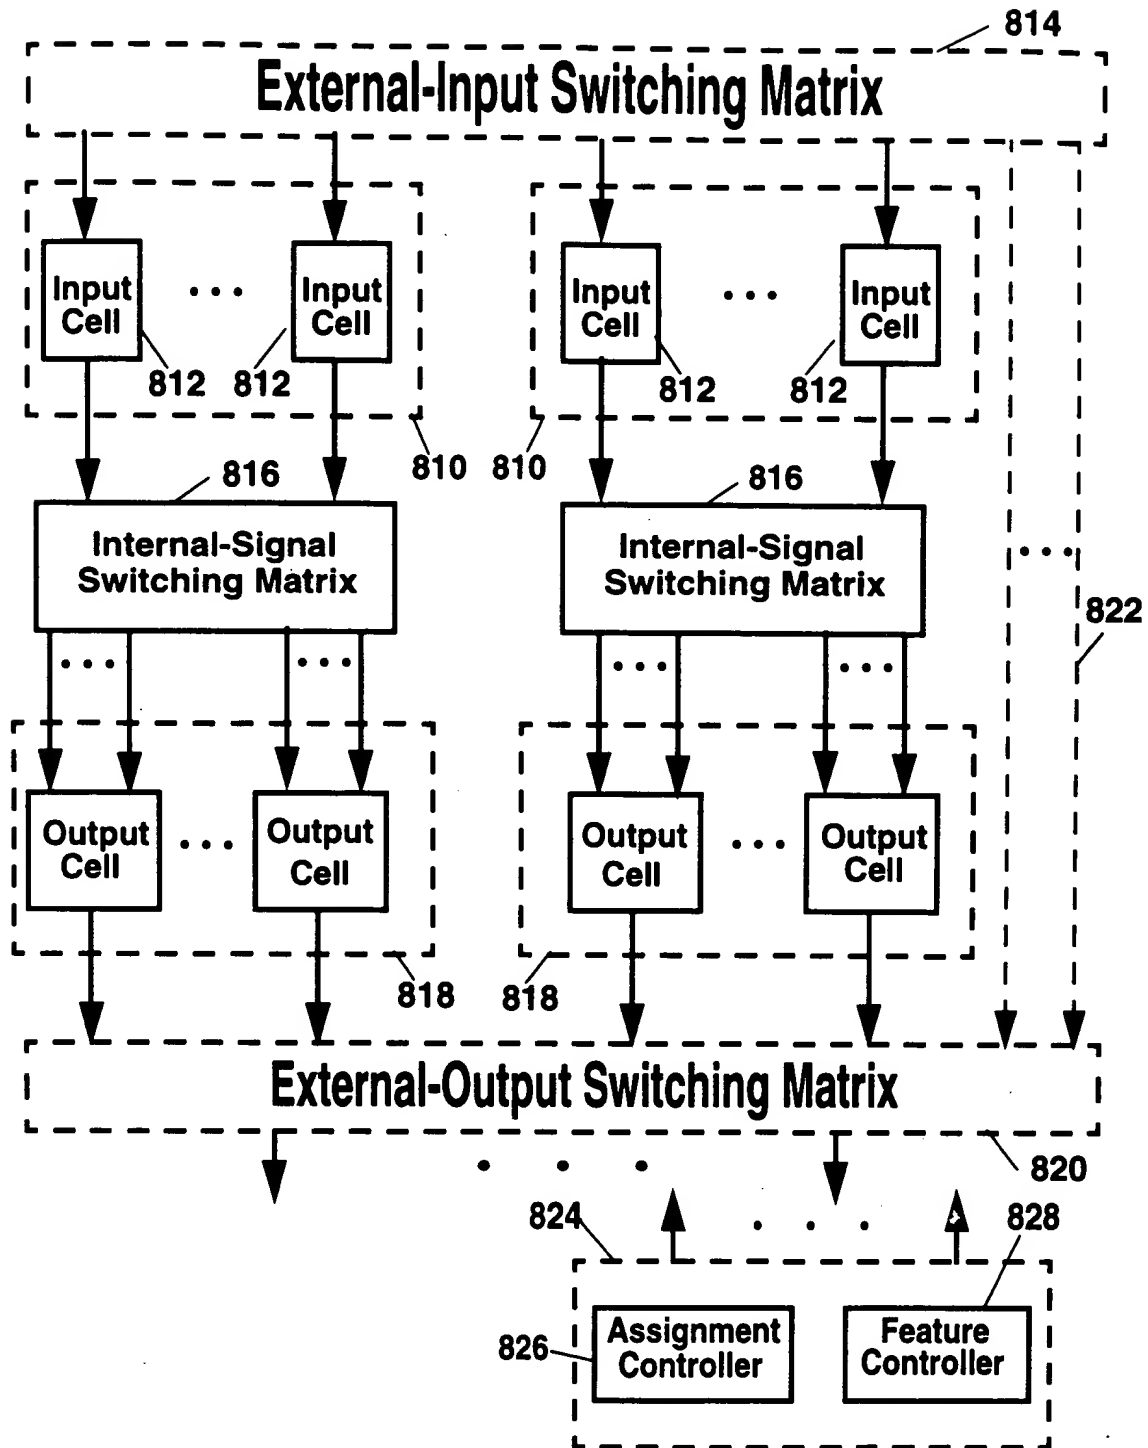 814
External-Input Switching Matrix
Input
Cell
Input
Cell
Input
Cell
Input
Cell
812
812
812
812
810
810
816
816
Internal-Signal
Switching Matrix
Internal-Signal
Switching Matrix
822
Output
Cell
Output
Cell
Output
Cell
Output
Cell
818
818
External-Output Switching Matrix
820
824
828
826
Assignment
Controller
Feature
Controller